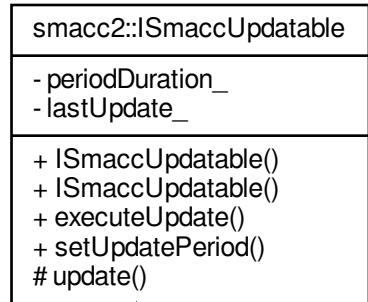 smacc2::ISmaccUpdatable
- periodDuration_
- lastUpdate_
+ ISmaccUpdatable()
+ ISmaccUpdatable()
+ executeUpdate()
+ setUpdatePeriod()
# update()